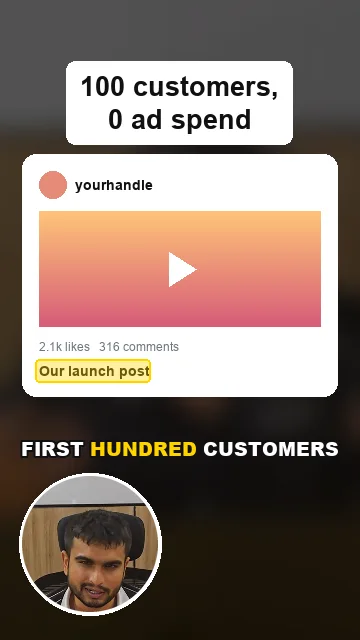 100 customers,
0 ad spend
yourhandle
2.1k likes 316 comments
Our launch post
FIRST HUNDRED CUSTOMERS